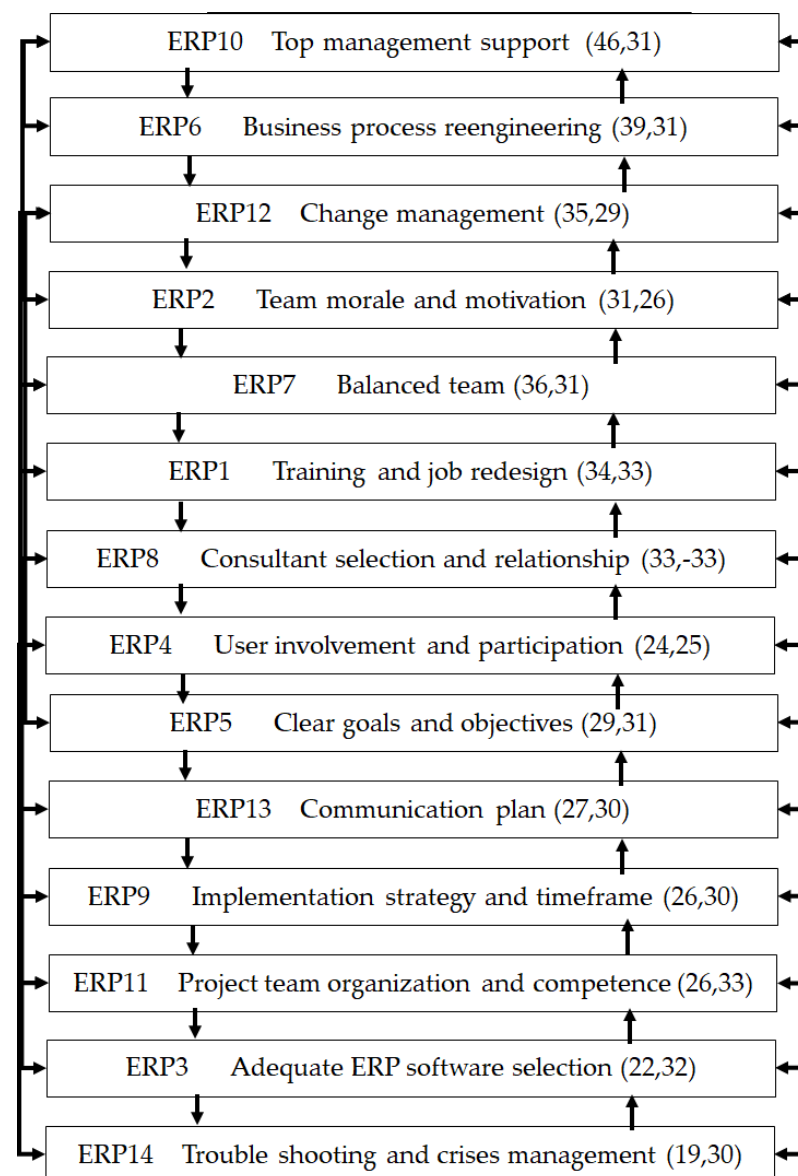 ERP10 Top management support (46,31)
ERP6 Business process reengineering (39,31)
ERP12 Change management (35,29)
ERP2 Team morale and motivation (31,26)
ERP7 Balanced team (36,31)
ERP1 Training and job redesign (34,33)
ERP8 Consultant selection and relationship (33,-33)
ERP4 User involvement and participation (24,25)
ERP5 Clear goals and objectives (29,31)
ERP13 Communication plan (27,30)
ERP9 Implementation strategy and timeframe (26,30)
ERP11 Project team organization and competence (26,33)
ERP3 Adequate ERP software selection (22,32)
ERP14 Trouble shooting and crises management (19,30)